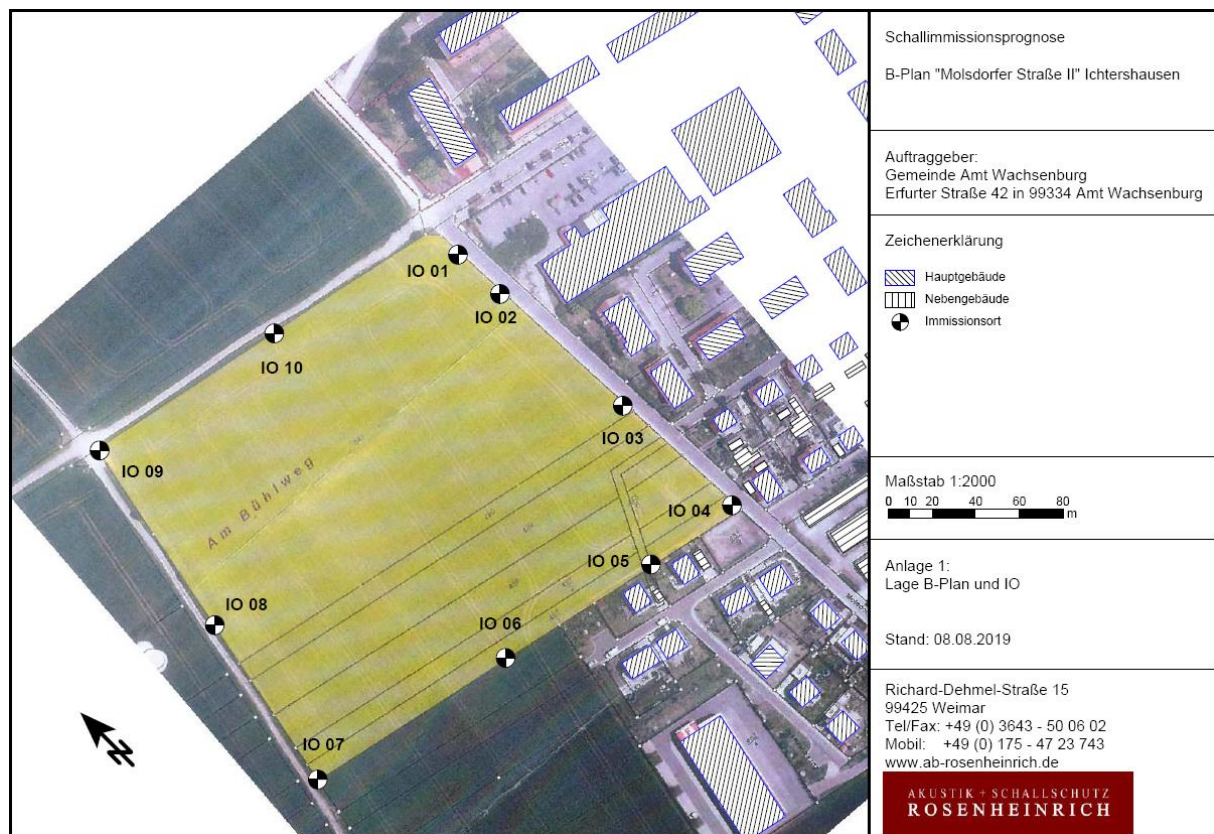 IO 01
IO 02
IO 10
IO 03
IO 09
Am Bühlweg
IO 04
IO 05
IO 08
IO 06
IO 07
N
Schallimmissionsprognose
B-Plan "Molsdorfer Straße II" Ichtershausen
Auftraggeber:
Gemeinde Amt Wachsenburg
Erfurter Straße 42 in 99334 Amt Wachsenburg
Zeichenerklärung
Hauptgebäude
Nebengebäude
Immissionsort
Maßstab 1:2000
0 10 20 40 60 80
m
Anlage 1:
Lage B-Plan und IO
Stand: 08.08.2019
Richard-Dehmel-Straße 15
99425 Weimar
Tel/Fax: +49 (0) 3643 - 50 06 02
Mobil: +49 (0) 175 - 47 23 743
www.ab-rosenheinrich.de
AKUSTIK + SCHALLSCHUTZ
ROSENHEINRICH